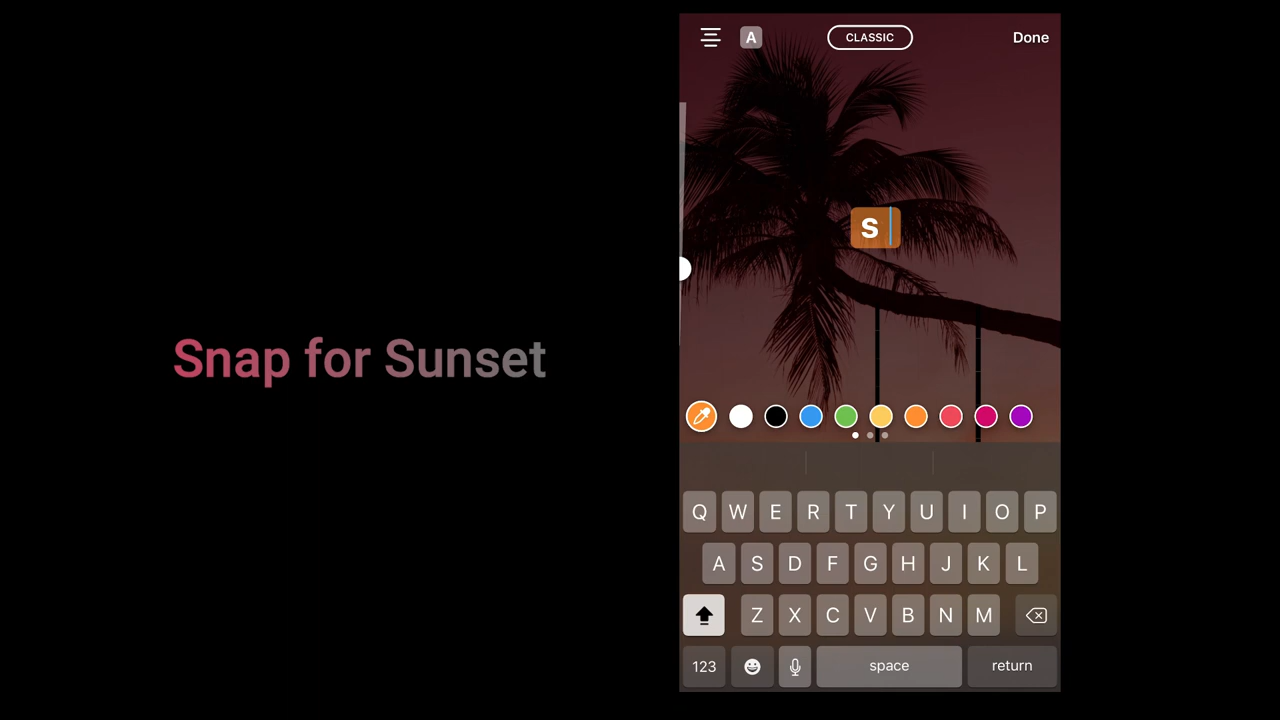 Snap for Sunset
A CLASSIC Done
S
Q W E R T Y U I O P
A S D F G H J K L
Z X C V B N M
123 space return